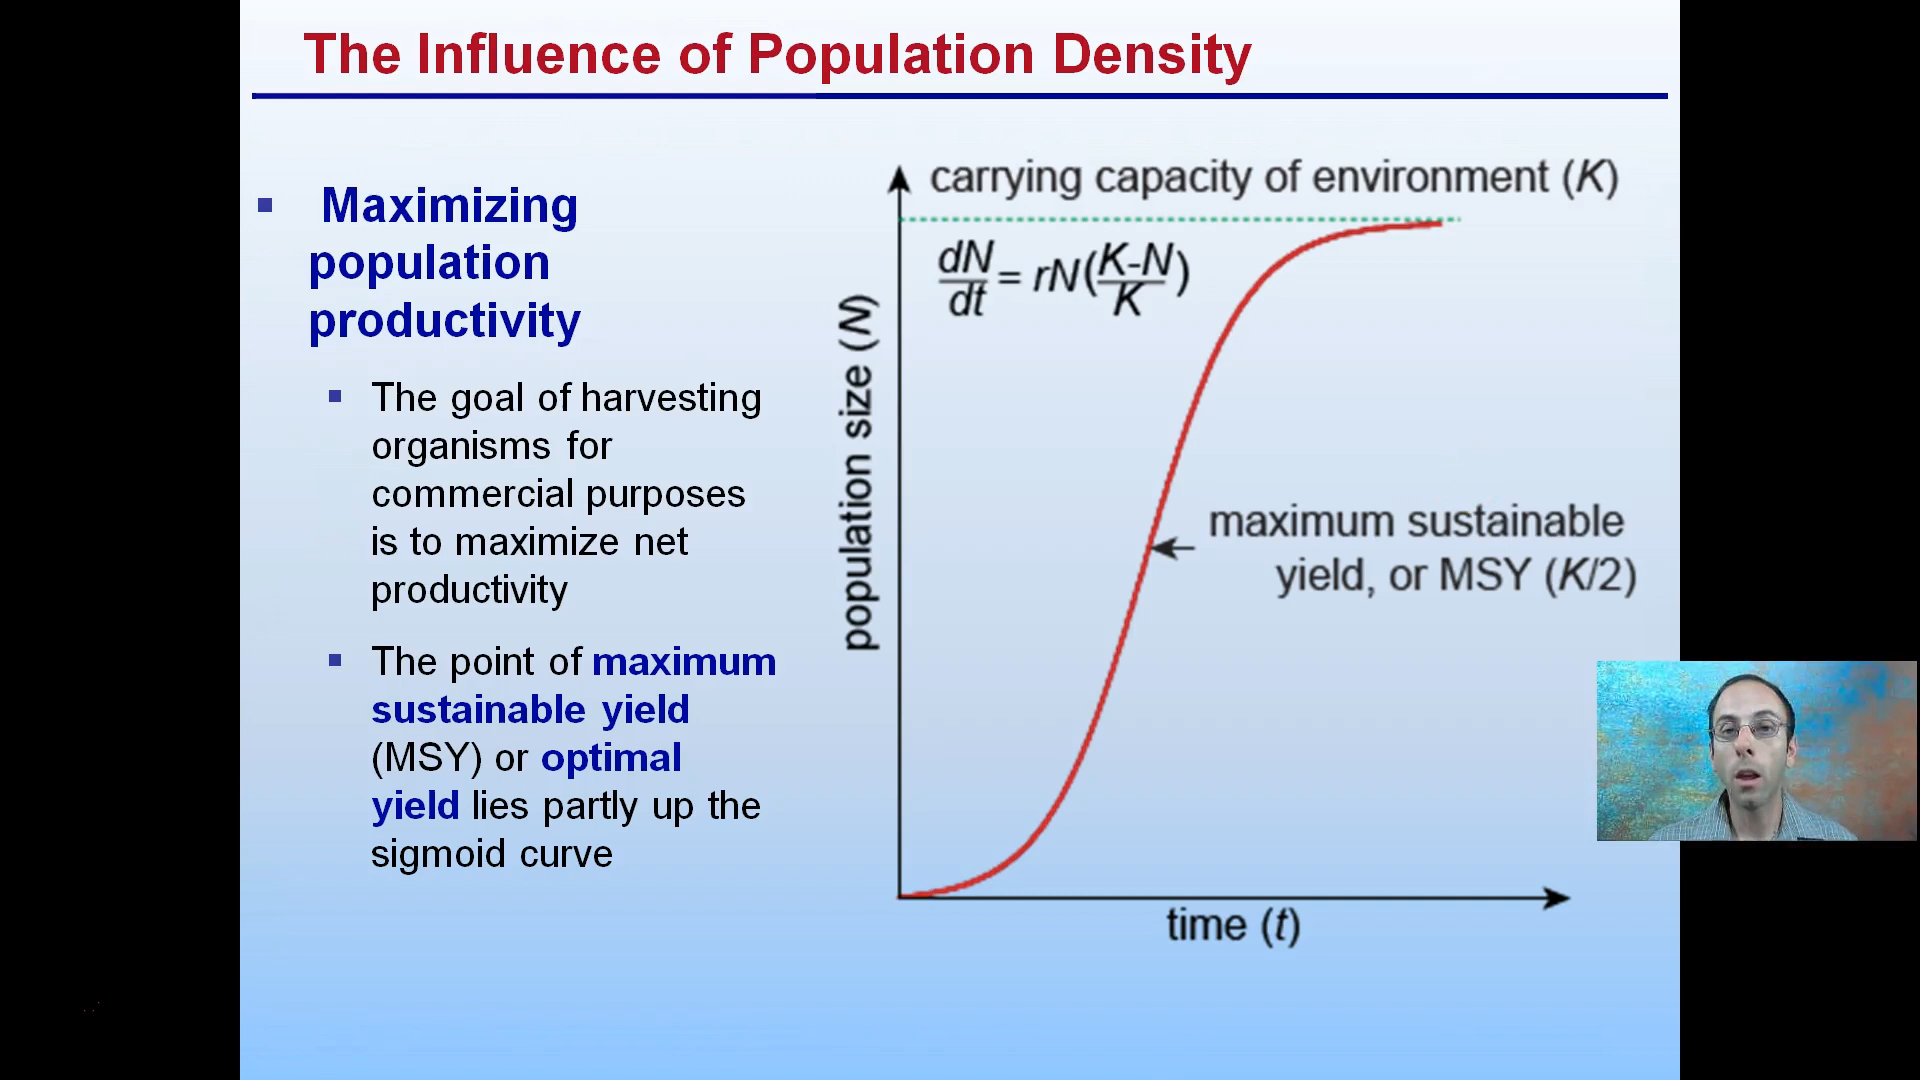 The Influence of Population Density
Maximizing
population
productivity
The goal of harvesting
organisms for
commercial purposes
is to maximize net
productivity
The point of maximum
sustainable yield
(MSY) or optimal
yield lies partly up the
sigmoid curve
carrying capacity of environment (K)
dN/dt = rN(K-N/K)
population size (N)
maximum sustainable
yield, or MSY (K/2)
time (t)